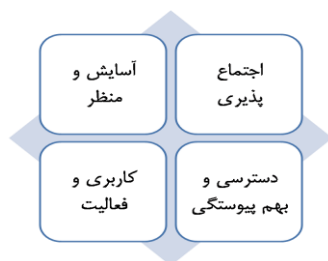 اجتماع
پذیری
آسایش و
منظر
دسترسی و
بهم پیوستگی
کاربری و
فعالیت